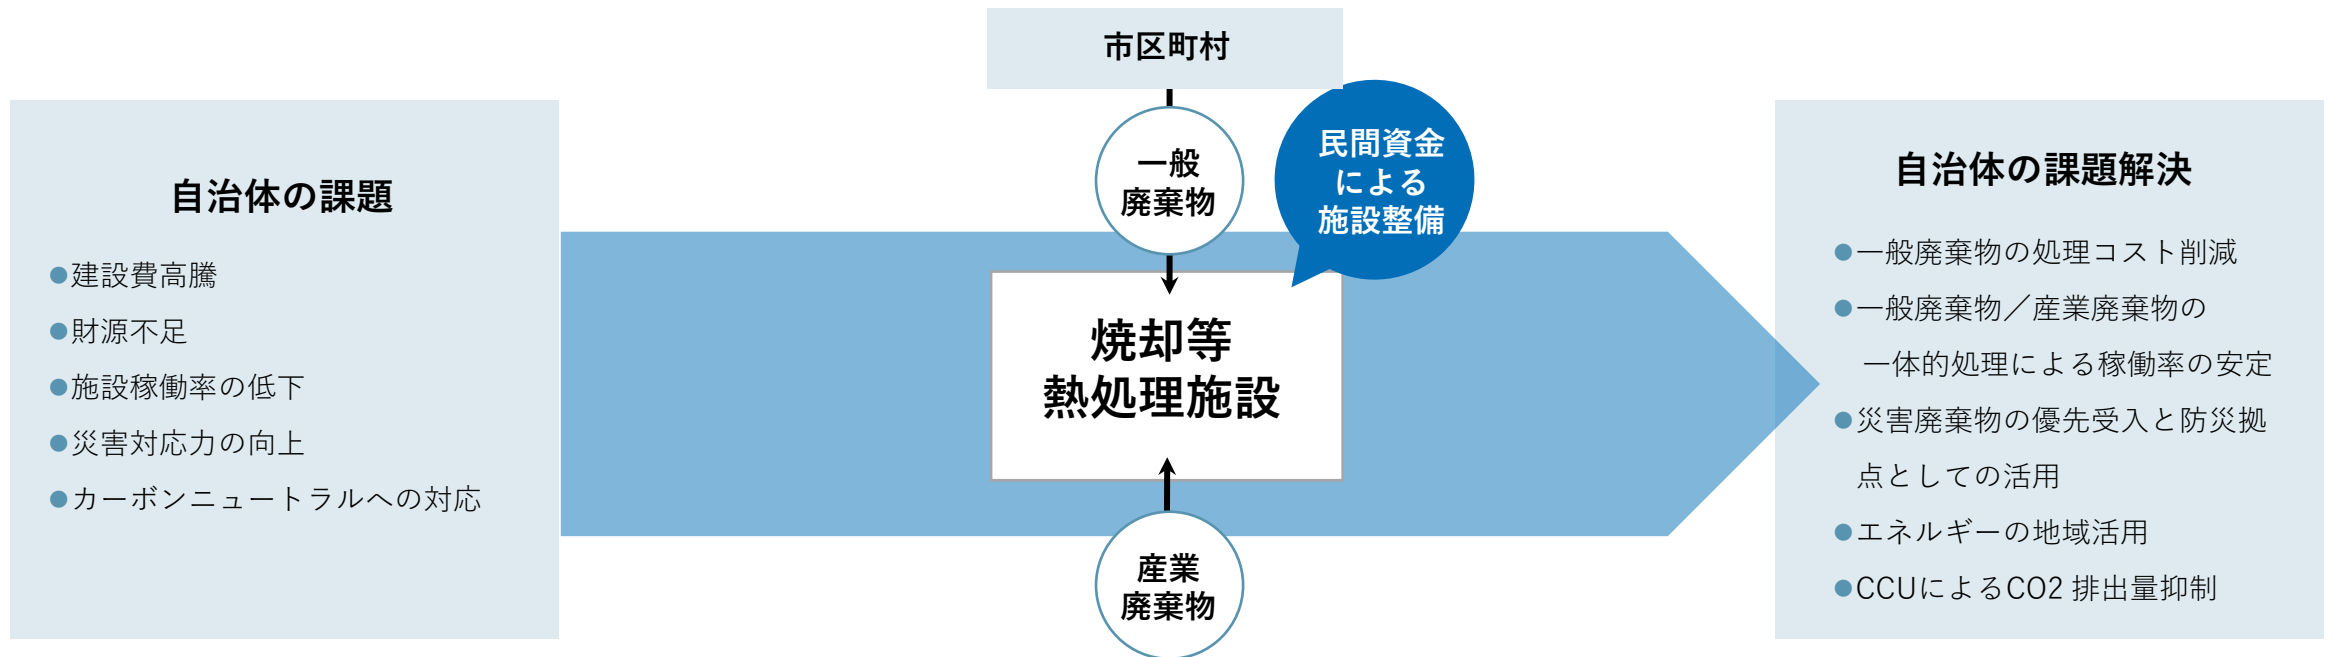 市区町村
一般
廃棄物
民間資金
による
施設整備
自治体の課題
●建設費高騰
●財源不足
●施設稼働率の低下
●災害対応力の向上
●カーボンニュートラルへの対応
焼却等
熱処理施設
産業
廃棄物
自治体の課題解決
●一般廃棄物の処理コスト削減
●一般廃棄物／産業廃棄物の
一体的処理による稼働率の安定
●災害廃棄物の優先受入と防災拠
点としての活用
●エネルギーの地域活用
●CCUによるCO2 排出量抑制